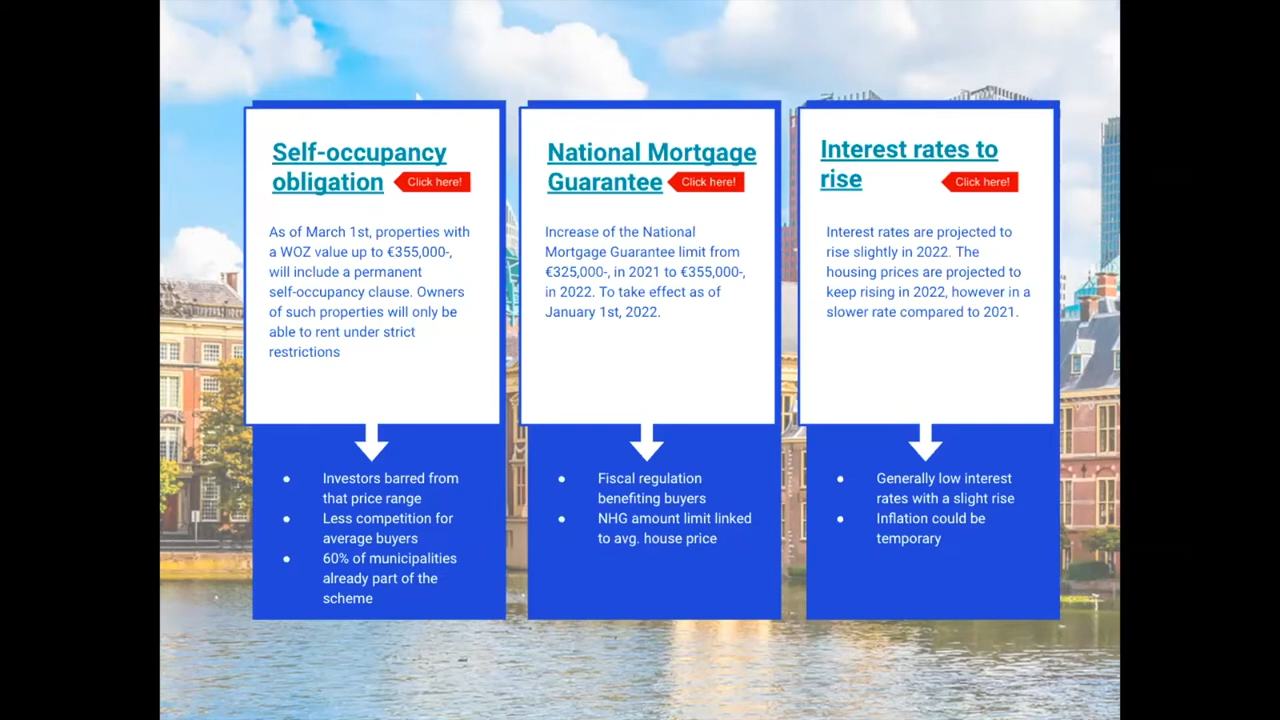 Self-occupancy
obligation
Click here!
As of March 1st, properties with
a WOZ value up to €355,000-,
will include a permanent
self-occupancy clause. Owners
of such properties will only be
able to rent under strict
restrictions
● Investors barred from
that price range
● Less competition for
average buyers
● 60% of municipalities
already part of the
scheme
National Mortgage
Guarantee
Click here!
Increase of the National
Mortgage Guarantee limit from
€325,000-, in 2021 to €355,000-,
in 2022. To take effect as of
January 1st, 2022.
● Fiscal regulation
benefiting buyers
● NHG amount limit linked
to avg. house price
Interest rates to
rise
Click here!
Interest rates are projected to
rise slightly in 2022. The
housing prices are projected to
keep rising in 2022, however in a
slower rate compared to 2021.
● Generally low interest
rates with a slight rise
● Inflation could be
temporary